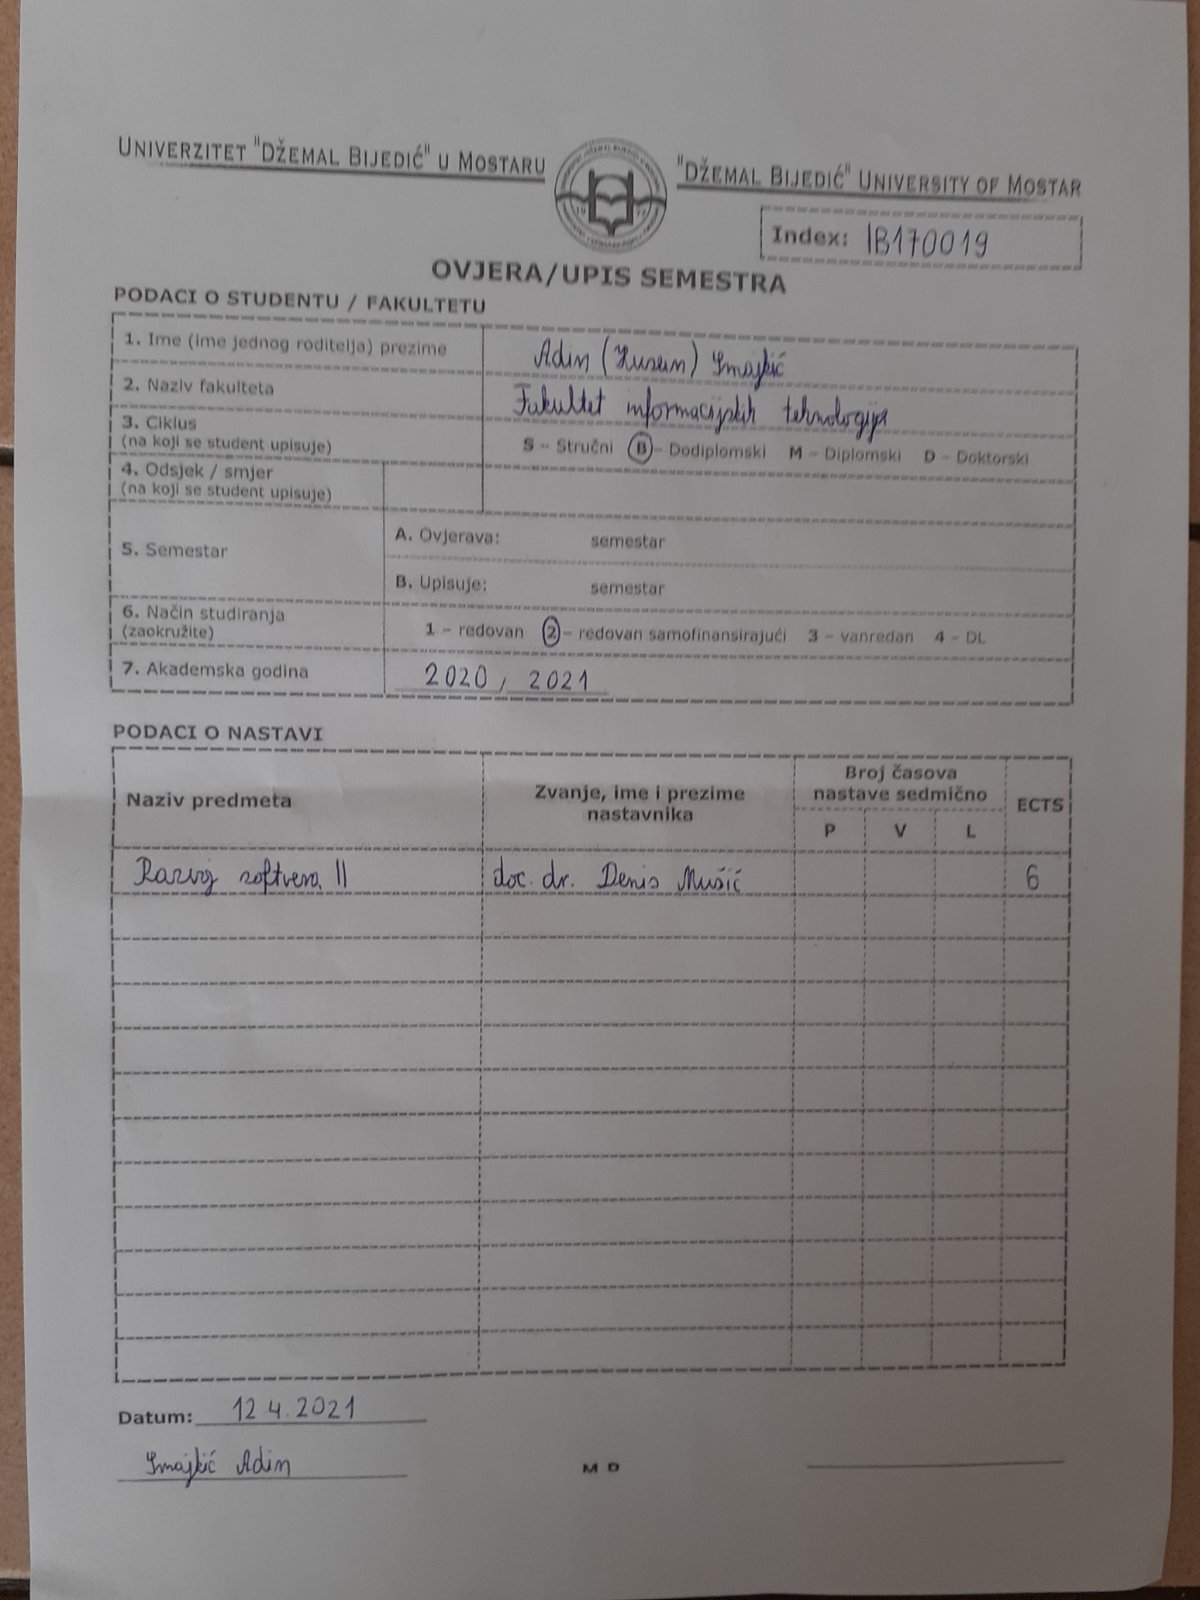 UNIVERZITET "DŽEMAL BIJEDIĆ" U MOSTARU
"DŽEMAL BIJEDIĆ" UNIVERSITY OF MOSTAR
Index: IB170019
OVJERA/UPIS SEMESTRA
PODACI O STUDENTU / FAKULTETU
1. Ime (ime jednog roditelja) prezime Adin (Husein) Smajkić
2. Naziv fakulteta Fakultet informacijskih tehnologija
3. Ciklus
(na koji se student upisuje) S - Stručni B - Dodiplomski M - Diplomski D - Doktorski
4. Odsjek / smjer
(na koji se student upisuje)
5. Semestar
A. Ovjerava: semestar
B. Upisuje: semestar
6. Način studiranja
(zaokružite) 1 - redovan 2 - redovan samofinansirajući 3 - vanredan 4 - DL
7. Akademska godina 2020 / 2021
PODACI O NASTAVI
Naziv predmeta
Zvanje, ime i prezime
nastavnika
Broj časova
nastave sedmično
P V L
ECTS
Razvoj softvera II doc. dr. Denis Mušić 6
Datum: 12.4.2021
Smajkić Adin
M P